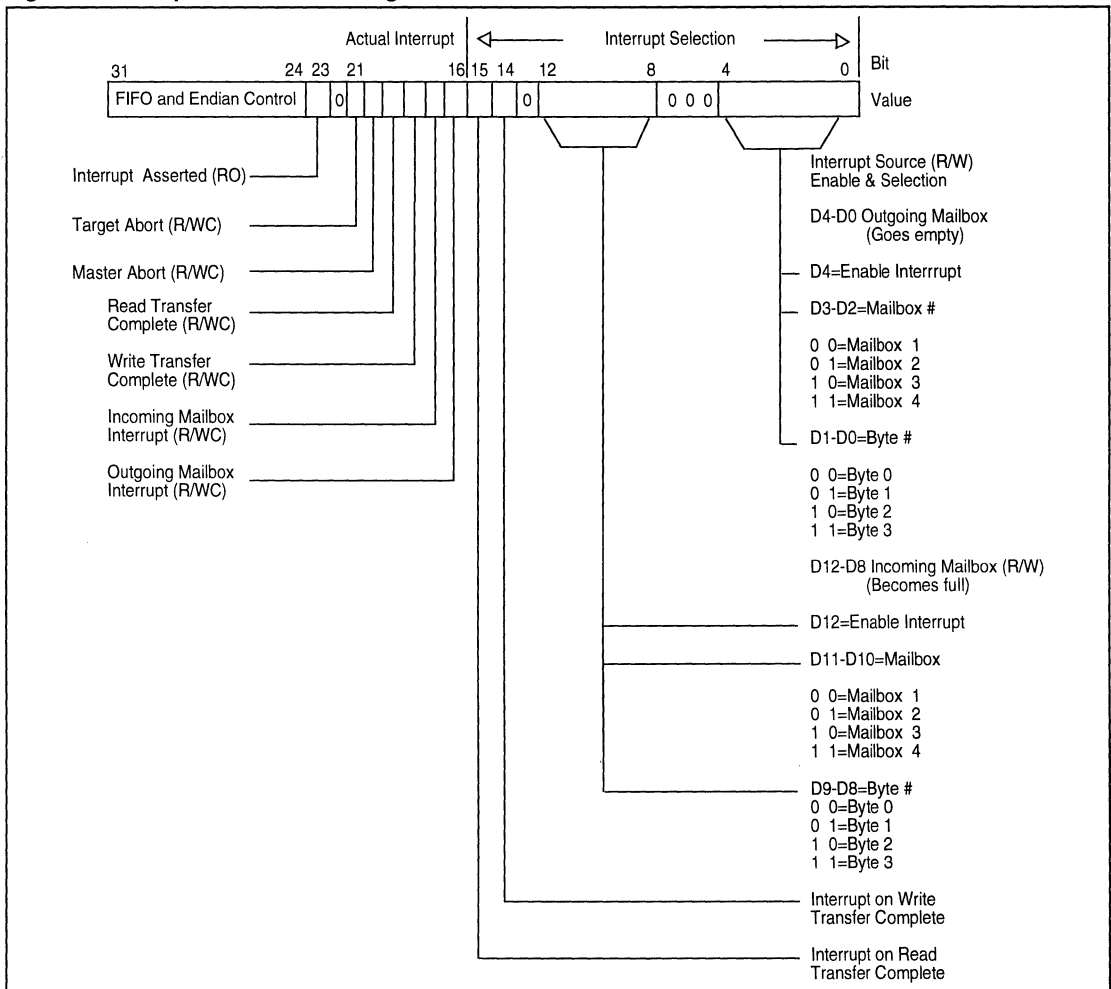 Actual Interrupt Interrupt Selection
31 24 23 21 16 15 14 12 8 4 0 Bit
FIFO and Endian Control 0 0 0 0 0 Value
Interrupt Asserted (RO)
Target Abort (R/WC)
Master Abort (R/WC)
Read Transfer
Complete (R/WC)
Write Transfer
Complete (R/WC)
Incoming Mailbox
Interrupt (R/WC)
Outgoing Mailbox
Interrupt (R/WC)
Interrupt Source (R/W)
Enable & Selection
D4-D0 Outgoing Mailbox
(Goes empty)
D4=Enable Interrrupt
D3-D2=Mailbox #
0 0=Mailbox 1
0 1=Mailbox 2
1 0=Mailbox 3
1 1=Mailbox 4
D1-D0=Byte #
0 0=Byte 0
0 1=Byte 1
1 0=Byte 2
1 1=Byte 3
D12-D8 Incoming Mailbox (R/W)
(Becomes full)
D12=Enable Interrupt
D11-D10=Mailbox
0 0=Mailbox 1
0 1=Mailbox 2
1 0=Mailbox 3
1 1=Mailbox 4
D9-D8=Byte #
0 0=Byte 0
0 1=Byte 1
1 0=Byte 2
1 1=Byte 3
Interrupt on Write
Transfer Complete
Interrupt on Read
Transfer Complete